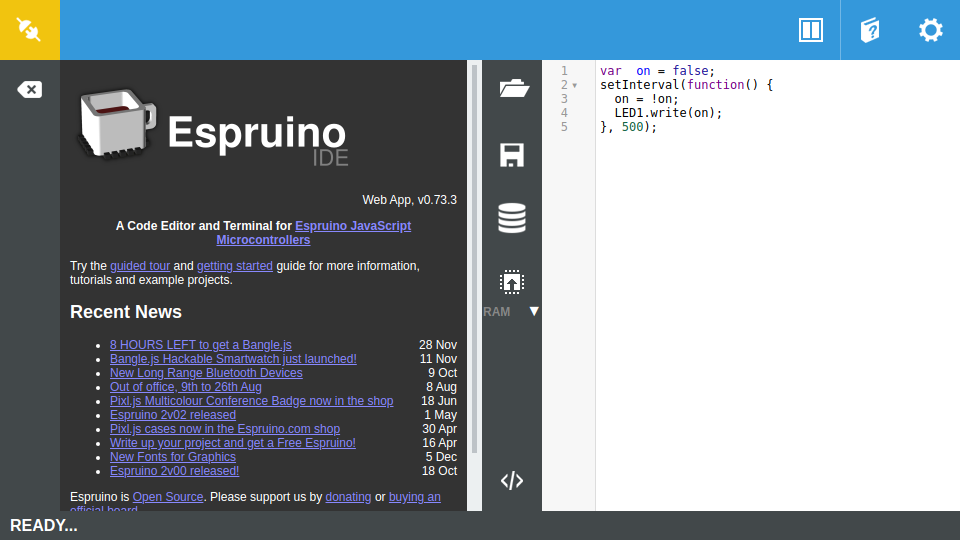 Espruino
IDE
Web App, v0.73.3
A Code Editor and Terminal for Espruino JavaScript
Microcontrollers
Try the guided tour and getting started guide for more information,
tutorials and example projects.
Recent News
8 HOURS LEFT to get a Bangle.js 28 Nov
Bangle.js Hackable Smartwatch just launched! 11 Nov
New Long Range Bluetooth Devices 9 Oct
Out of office, 9th to 26th Aug 8 Aug
Pixl.js Multicolour Conference Badge now in the shop 18 Jun
Espruino 2v02 released 1 May
Pixl.js cases now in the Espruino.com shop 30 Apr
Write up your project and get a Free Espruino! 16 Apr
New Fonts for Graphics 5 Dec
Espruino 2v00 released! 18 Oct
Espruino is Open Source. Please support us by donating or buying an
official board
RAM
1 var  on = false;
2 setInterval(function() {
3   on = !on;
4   LED1.write(on);
5 }, 500);
READY...